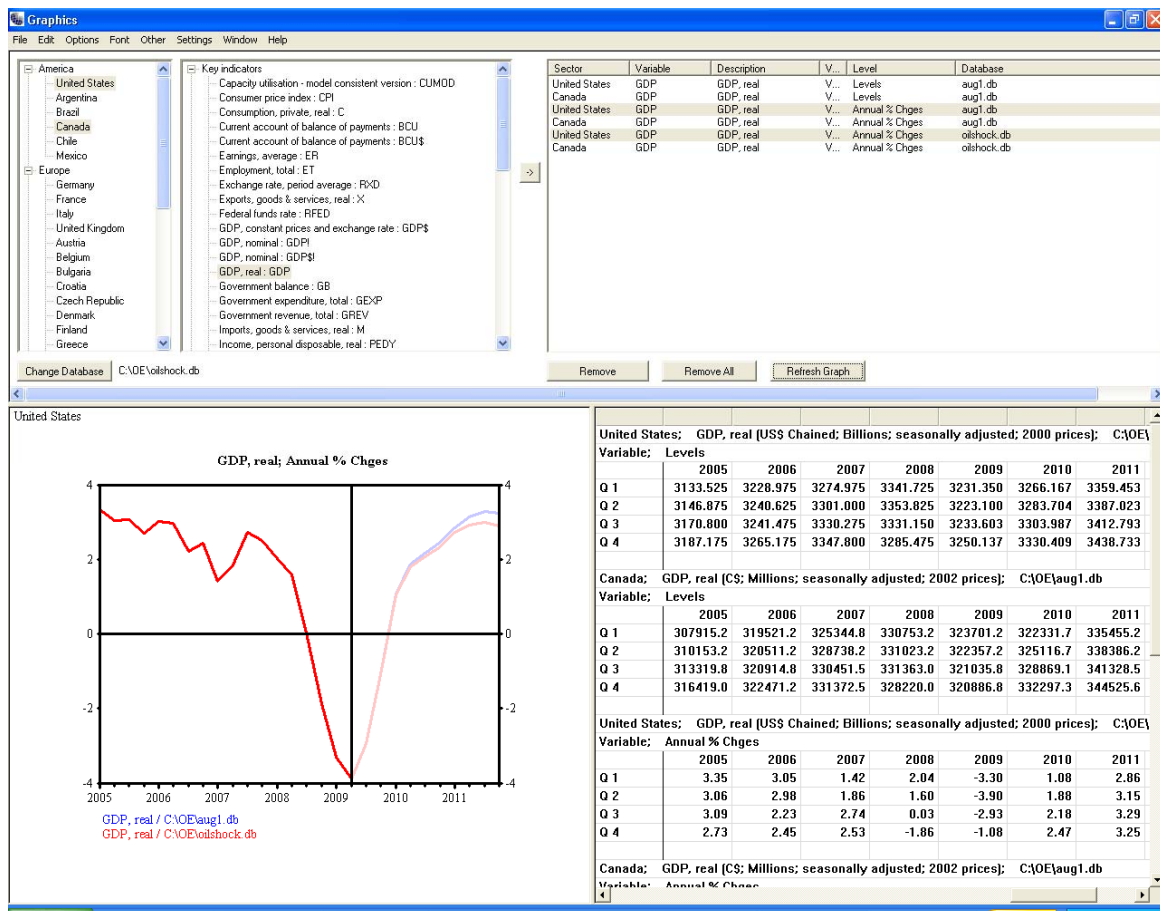 Graphics
File Edit Options Font Other Settings Window Help
America
United States
Argentina
Brazil
Canada
Chile
Mexico
Europe
Germany
France
Italy
United Kingdom
Austria
Belgium
Bulgaria
Croatia
Czech Republic
Denmark
Finland
Greece
Key indicators
Capacity utilisation - model consistent version : CUMOD
Consumer price index : CPI
Consumption, private, real : C
Current account of balance of payments : BCU
Current account of balance of payments : BCU$
Earnings, average : ER
Employment, total : ET
Exchange rate, period average : RXD
Exports, goods & services, real : X
Federal funds rate : RFED
GDP, constant prices and exchange rate : GDP$
GDP, nominal : GDP!
GDP, nominal : GDP$!
GDP, real : GDP
Government balance : GB
Government expenditure, total : GEXP
Government revenue, total : GREV
Imports, goods & services, real : M
Income, personal disposable, real : PEDY
->
Sector Variable Description V... Level Database
United States GDP GDP, real V... Levels aug1.db
Canada GDP GDP, real V... Levels aug1.db
United States GDP GDP, real V... Annual % Chges aug1.db
Canada GDP GDP, real V... Annual % Chges aug1.db
United States GDP GDP, real V... Annual % Chges oilshock.db
Canada GDP GDP, real V... Annual % Chges oilshock.db
Change Database C:\OE\oilshock.db
Remove Remove All Refresh Graph
United States
GDP, real; Annual % Chges
4 4
2 2
0 0
-2 -2
-4 -4
2005 2006 2007 2008 2009 2010 2011
GDP, real / C:\OE\aug1.db
GDP, real / C:\OE\oilshock.db
United States; GDP, real (US$ Chained; Billions; seasonally adjusted; 2000 prices); C:\OE\
Variable; Levels
2005 2006 2007 2008 2009 2010 2011
Q 1 3133.525 3228.975 3274.975 3341.725 3231.350 3266.167 3359.453
Q 2 3146.875 3240.625 3301.000 3353.825 3223.100 3283.704 3387.023
Q 3 3170.800 3241.475 3330.275 3331.150 3233.603 3303.987 3412.793
Q 4 3187.175 3265.175 3347.800 3285.475 3250.137 3330.409 3438.733
Canada; GDP, real (C$; Millions; seasonally adjusted; 2002 prices); C:\OE\aug1.db
Variable; Levels
2005 2006 2007 2008 2009 2010 2011
Q 1 307915.2 319521.2 325344.8 330753.2 323701.2 322331.7 335455.2
Q 2 310153.2 320511.2 328738.2 331023.2 322357.2 325116.7 338386.2
Q 3 313319.8 320914.8 330451.5 331363.0 321035.8 328869.1 341328.5
Q 4 316419.0 322471.2 331372.5 328220.0 320886.8 332297.3 344525.6
United States; GDP, real (US$ Chained; Billions; seasonally adjusted; 2000 prices); C:\OE\
Variable; Annual % Chges
2005 2006 2007 2008 2009 2010 2011
Q 1 3.35 3.05 1.42 2.04 -3.30 1.08 2.86
Q 2 3.06 2.98 1.86 1.60 -3.90 1.88 3.15
Q 3 3.09 2.23 2.74 0.03 -2.93 2.18 3.29
Q 4 2.73 2.45 2.53 -1.86 -1.08 2.47 3.25
Canada; GDP, real (C$; Millions; seasonally adjusted; 2002 prices); C:\OE\aug1.db
Variable; Annual % Chges